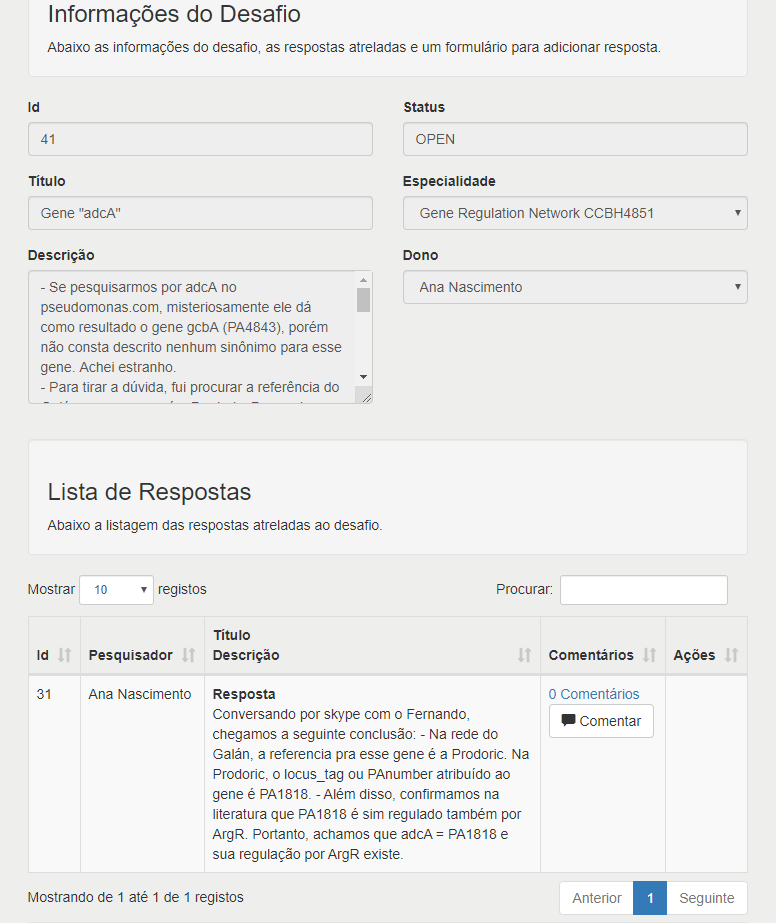 Informações do Desafio
Abaixo as informações do desafio, as respostas atreladas e um formulário para adicionar resposta.
Id
41
Status
OPEN
Título
Gene "adcA"
Especialidade
Gene Regulation Network CCBH4851
Descrição
- Se pesquisarmos por adcA no
pseudomonas.com, misteriosamente ele dá
como resultado o gene gcbA (PA4843), porém
não consta descrito nenhum sinônimo para esse
gene. Achei estranho.
- Para tirar a dúvida, fui procurar a referência do
Dono
Ana Nascimento
Lista de Respostas
Abaixo a listagem das respostas atreladas ao desafio.
Mostrar 10 registos
Procurar:
Id
Pesquisador
Título
Descrição
Comentários
Ações
31
Ana Nascimento
Resposta
Conversando por skype com o Fernando,
chegamos a seguinte conclusão: - Na rede do
Galán, a referencia pra esse gene é a Prodoric. Na
Prodoric, o locus_tag ou PAnumber atribuído ao
gene é PA1818. - Além disso, confirmamos na
literatura que PA1818 é sim regulado também por
ArgR. Portanto, achamos que adcA = PA1818 e
sua regulação por ArgR existe.
0 Comentários
Comentar
Mostrando de 1 até 1 de 1 registos
Anterior
1
Seguinte